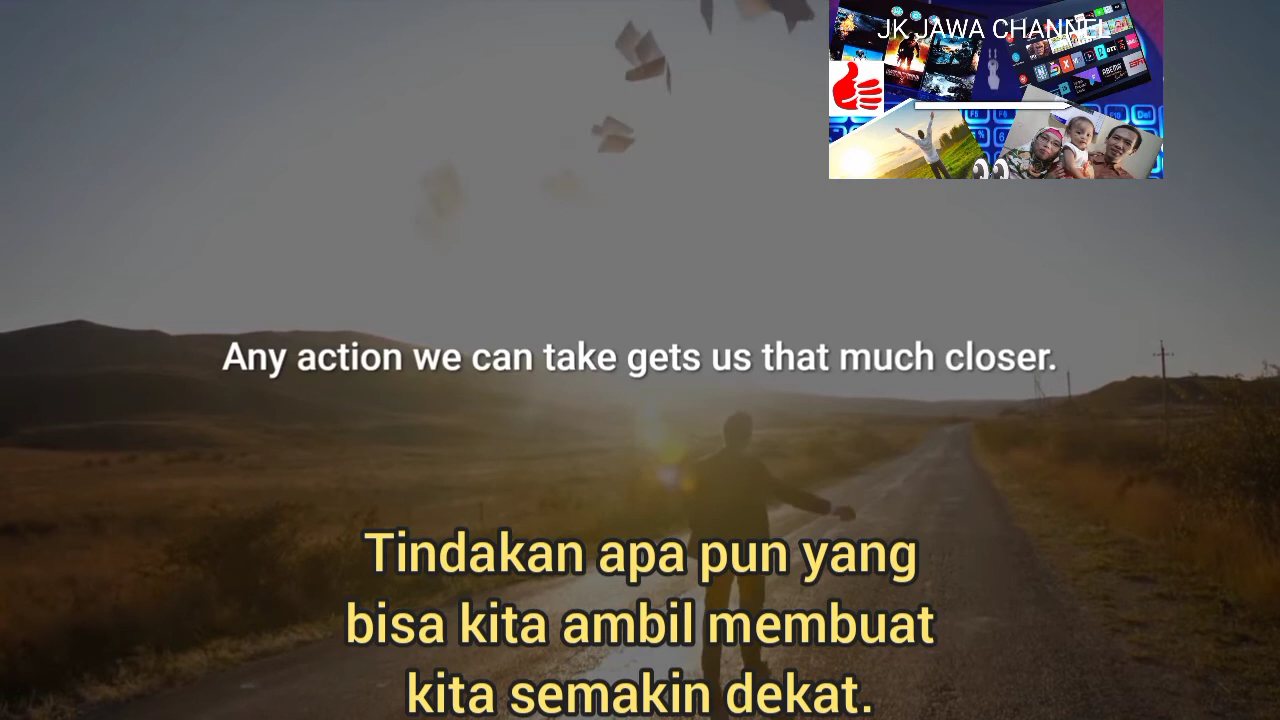 JK JAWA CHANNEL
Any action we can take gets us that much closer.
Tindakan apa pun yang
bisa kita ambil membuat
kita semakin dekat.